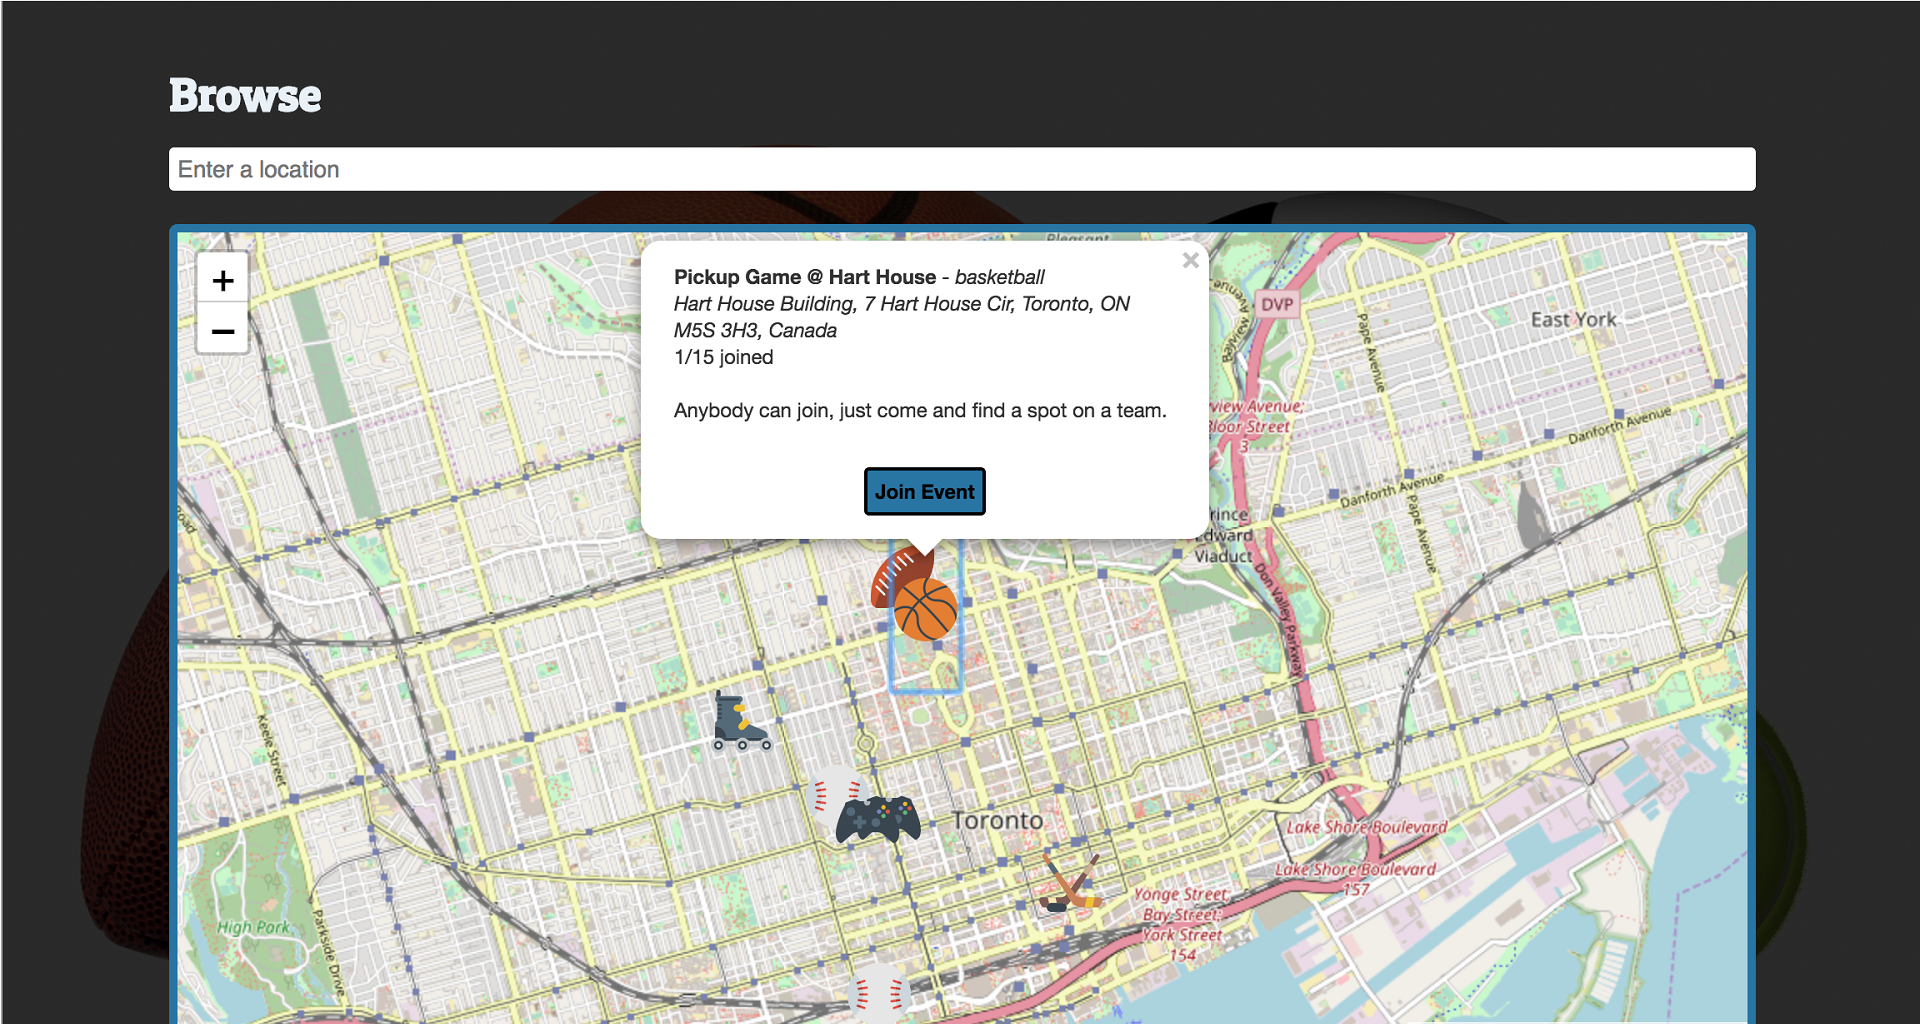 Browse
Enter a location
+
−
×
Pickup Game @ Hart House - basketball
Hart House Building, 7 Hart House Cir, Toronto, ON
M5S 3H3, Canada
1/15 joined
Anybody can join, just come and find a spot on a team.
Join Event
Pleasant
DVP
East York
Pape Avenue
Bayview Avenue
view Avenue;
Bloor Street
3
Danforth Avenue
Danforth Avenue
Pape Avenue
Road
rince
Edward
Viaduct
Don Valley Parkway
Keele Street
Toronto
Lake Shore Boulevard
Lake Shore Boulevard
157
Yonge Street;
Bay Street;
York Street
154
High Park
Parkside Drive